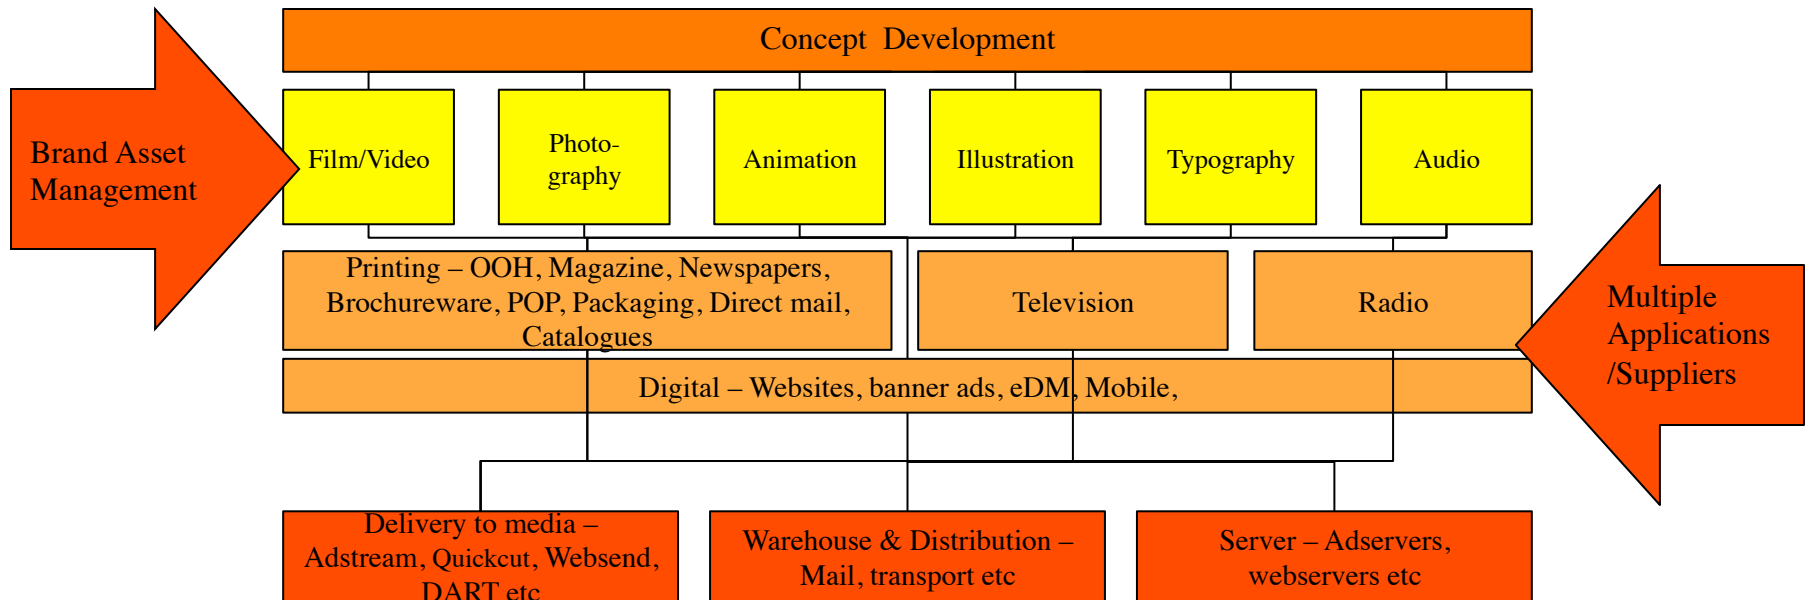 Concept  Development
Brand Asset
Management
Film/Video
Photo-
graphy
Animation
Illustration
Typography
Audio
Printing – OOH, Magazine, Newspapers,
Brochureware, POP, Packaging, Direct mail,
Catalogues
Television
Radio
Multiple
Applications
/Suppliers
Digital – Websites, banner ads, eDM, Mobile,
Delivery to media –
Adstream, Quickcut, Websend,
DART etc
Warehouse & Distribution –
Mail, transport etc
Server – Adservers,
webservers etc